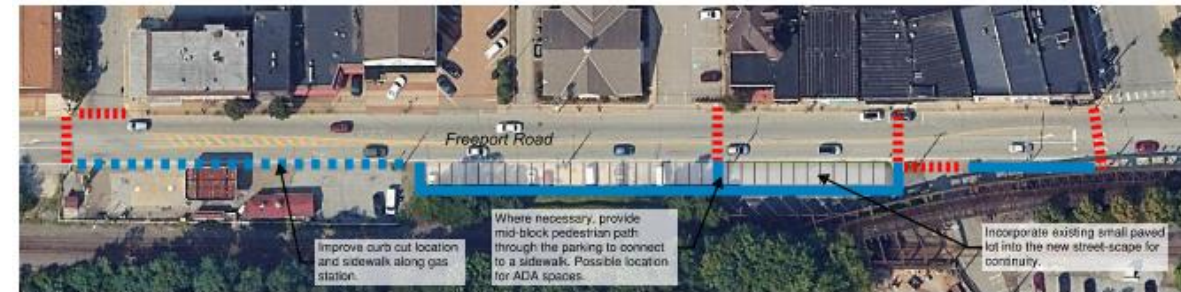 Freeport Road
Improve curb cut location
and sidewalk along gas
station.
Where necessary, provide
mid-block pedestrian path
through the parking to connect
to a sidewalk. Possible location
for ADA spaces.
Incorporate existing small paved
lot into the new street-scape for
continuity.